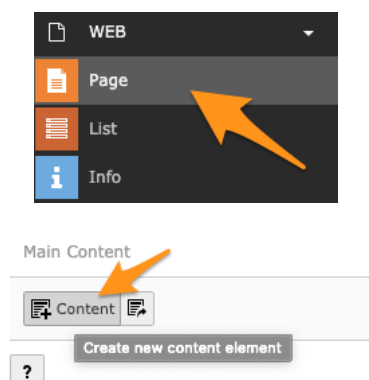 WEB
Page
List
i Info
Main Content
Content
Create new content element
?